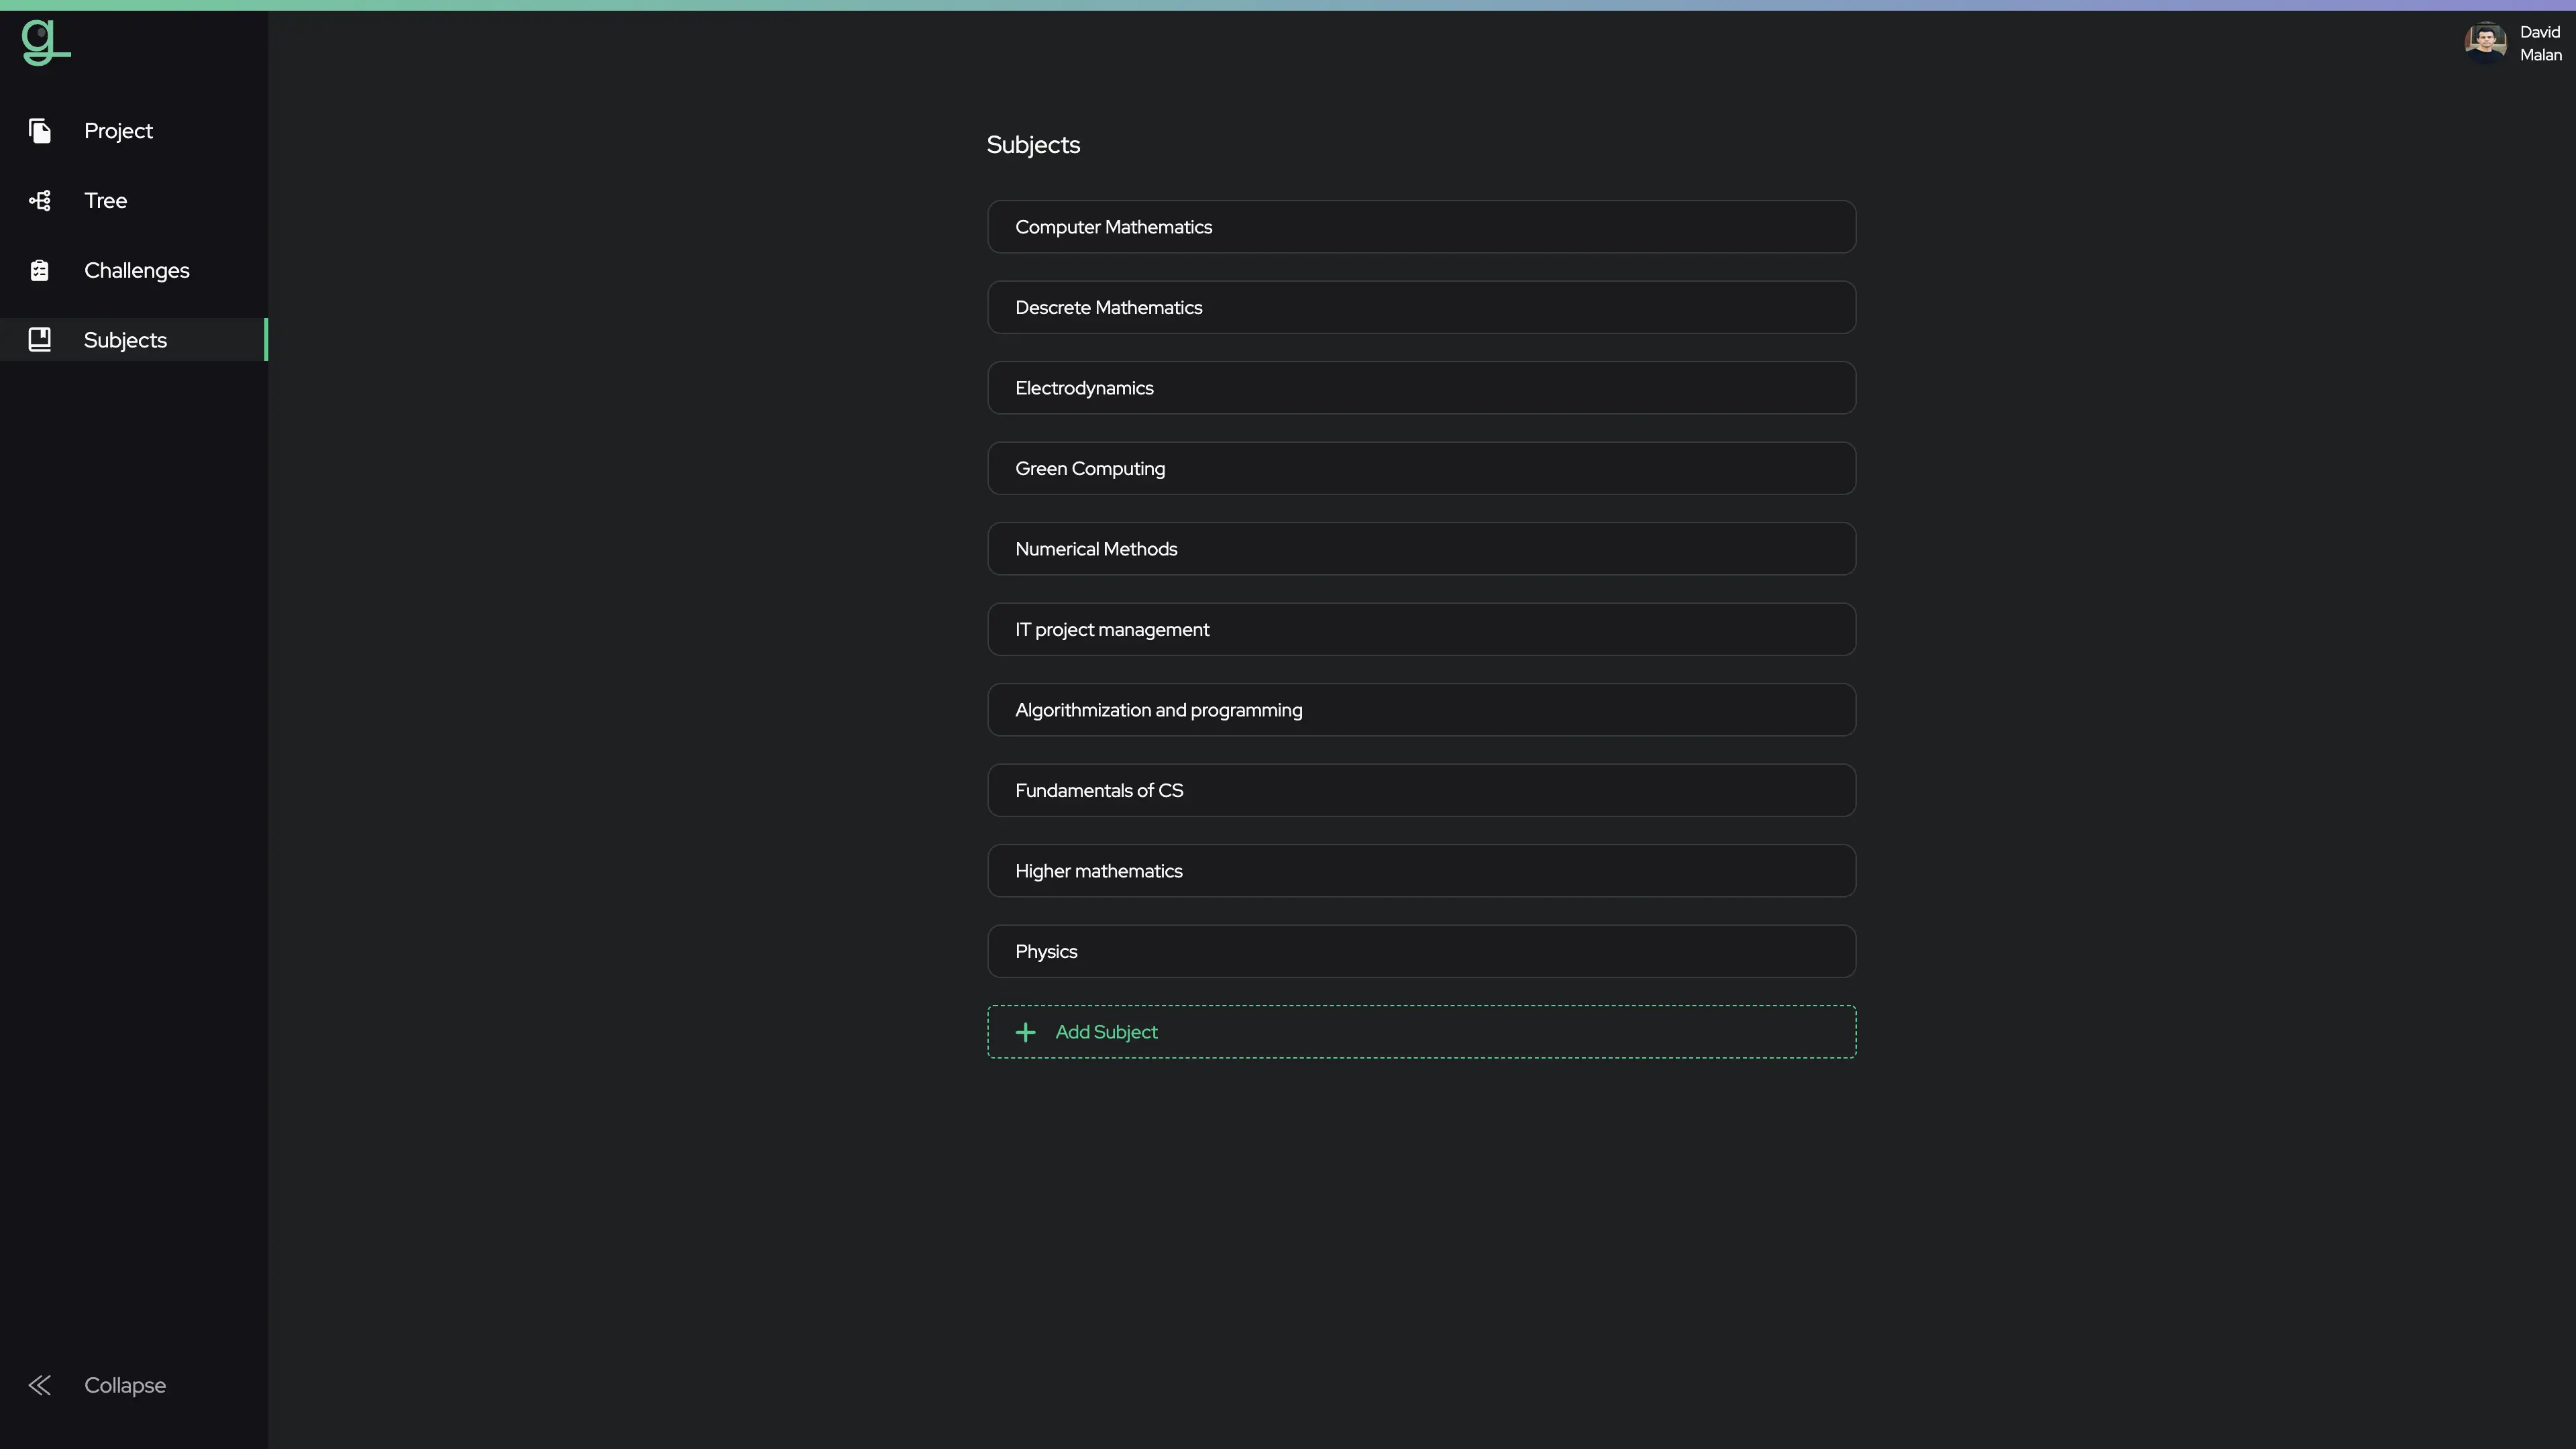 g
David
Malan
Project
Tree
Challenges
Subjects
Collapse
Subjects
Computer Mathematics
Descrete Mathematics
Electrodynamics
Green Computing
Numerical Methods
IT project management
Algorithmization and programming
Fundamentals of CS
Higher mathematics
Physics
Add Subject